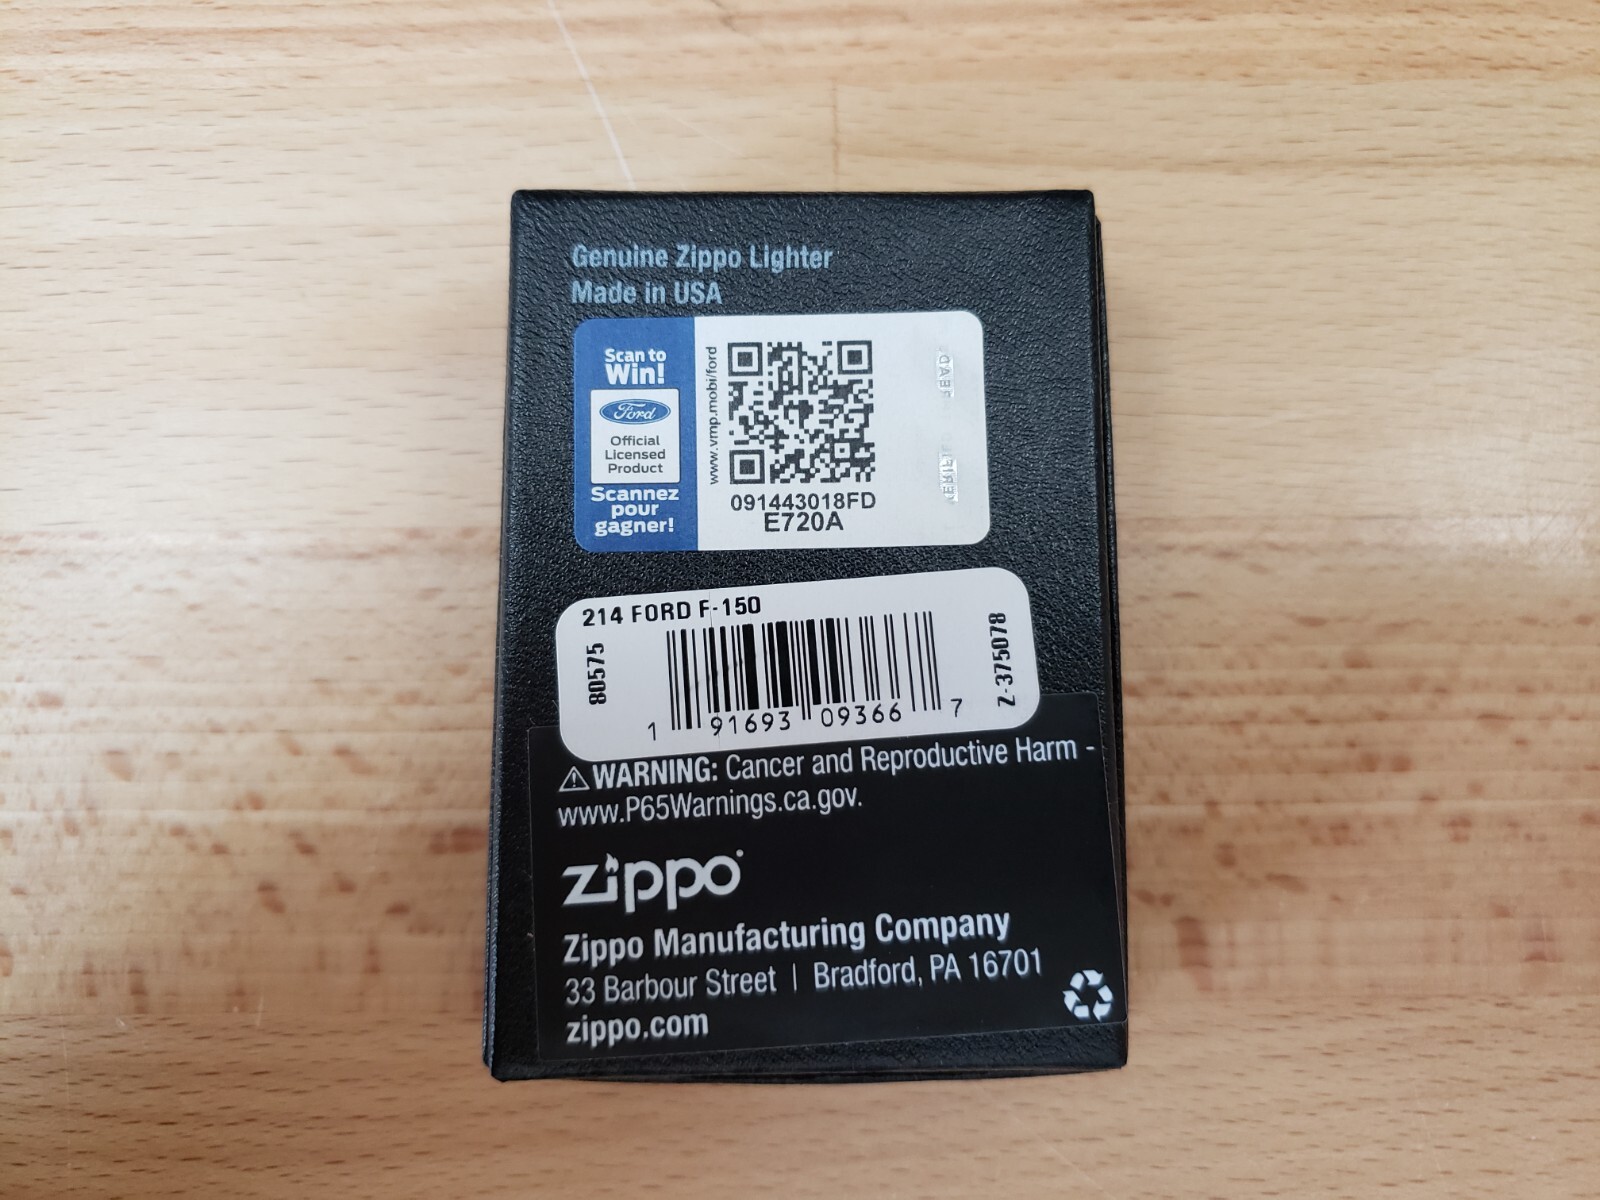 Genuine Zippo Lighter
Made in USA
Scan to
Win!
Ford
Official
Licensed
Product
Scannez
pour
gagner!
www.vmp.mobi/ford
091443018FD
E720A
214 FORD F-150
80575
1 91693 09366 7
Z-375078
⚠WARNING: Cancer and Reproductive Harm -
www.P65Warnings.ca.gov.
zippo
Zippo Manufacturing Company
33 Barbour Street | Bradford, PA 16701
zippo.com